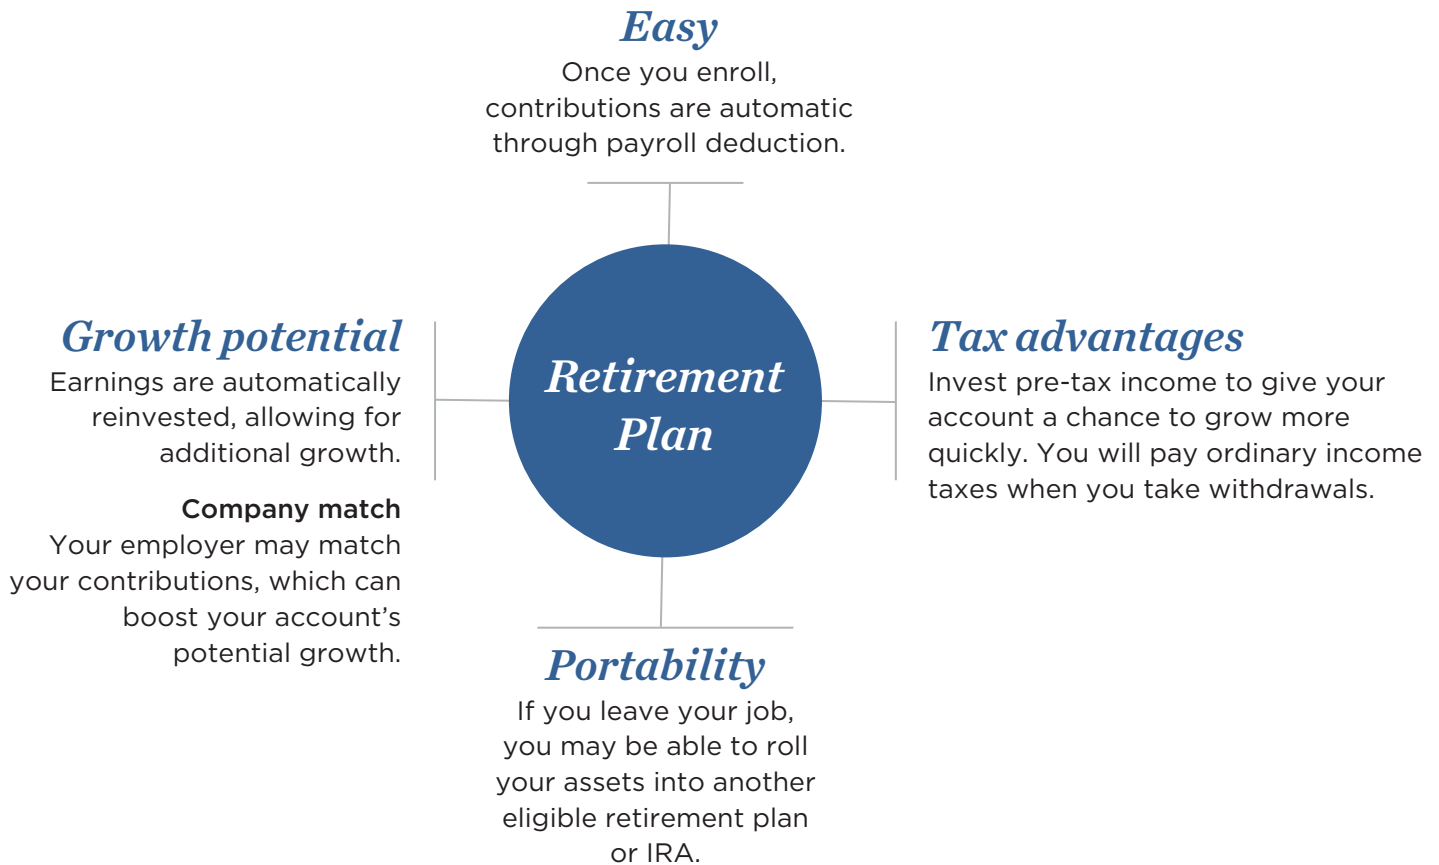 Easy
Once you enroll,
contributions are automatic
through payroll deduction.
Growth potential
Earnings are automatically
reinvested, allowing for
additional growth.
Company match
Your employer may match
your contributions, which can
boost your account’s
potential growth.
Retirement
Plan
Tax advantages
Invest pre-tax income to give your
account a chance to grow more
quickly. You will pay ordinary income
taxes when you take withdrawals.
Portability
If you leave your job,
you may be able to roll
your assets into another
eligible retirement plan
or IRA.